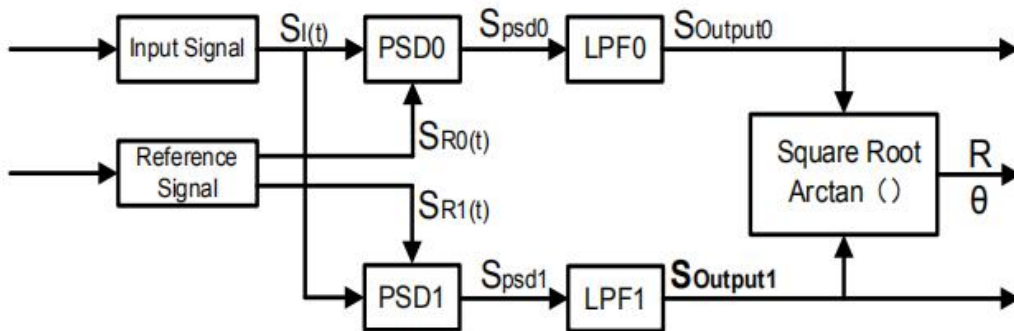 Input Signal
SI(t)
PSD0
Spsd0
LPF0
SOutput0
SR0(t)
Reference
Signal
SR1(t)
Square Root
Arctan （）
R
θ
PSD1
Spsd1
LPF1
SOutput1